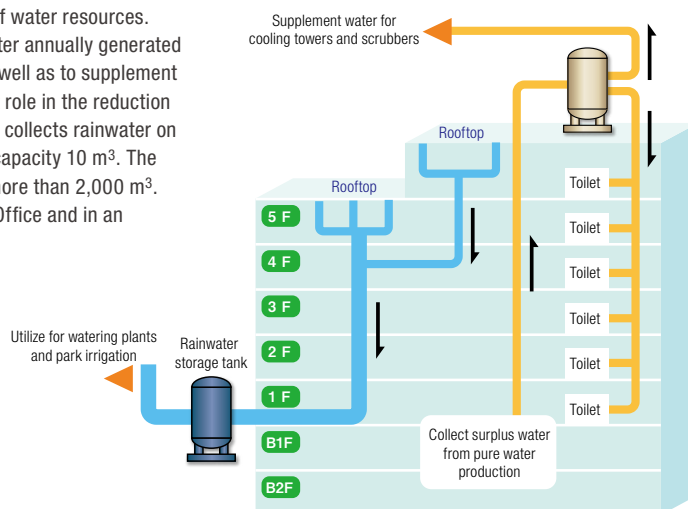 f water resources.
ter annually generated
well as to supplement
role in the reduction
collects rainwater on
capacity 10 m³. The
more than 2,000 m³.
Office and in an
Supplement water for
cooling towers and scrubbers
Rooftop
Rooftop
5 F
4 F
3 F
2 F
1 F
B1F
B2F
Toilet
Toilet
Toilet
Toilet
Toilet
Toilet
Utilize for watering plants
and park irrigation
Rainwater
storage tank
Collect surplus water
from pure water
production